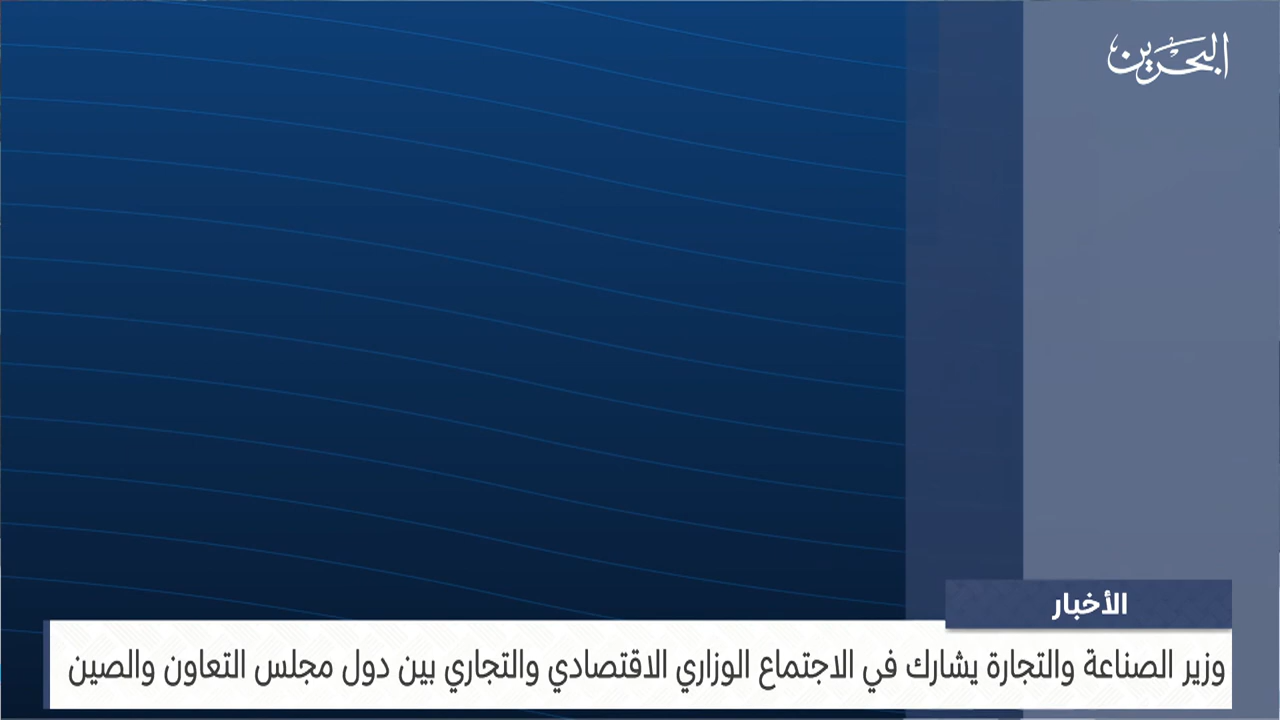 البحرين
الأخبار
وزير الصناعة والتجارة يشارك في الاجتماع الوزاري الاقتصادي والتجاري بين دول مجلس التعاون والصين